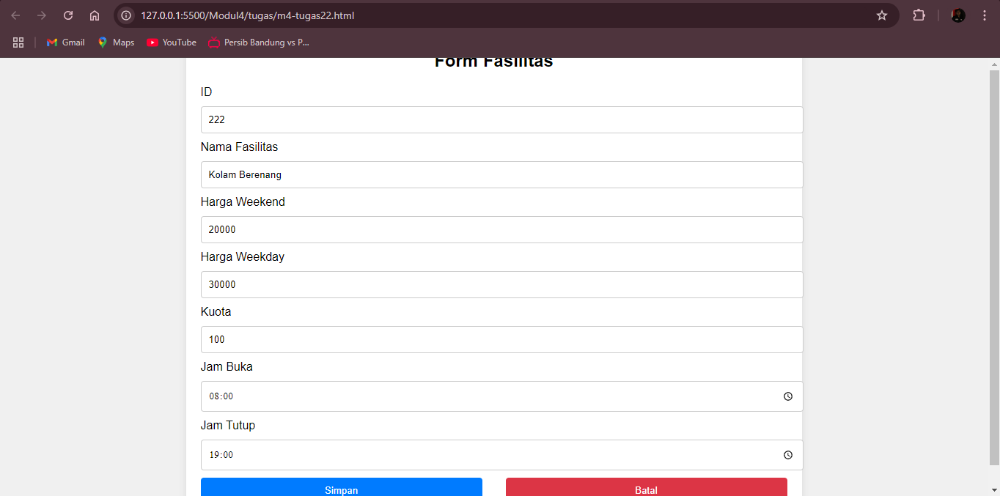 127.0.0.1:5500/Modul4/tugas/m4-tugas22.html
Gmail Maps YouTube Persib Bandung vs P...
Form Fasilitas
ID
222
Nama Fasilitas
Kolam Berenang
Harga Weekend
20000
Harga Weekday
30000
Kuota
100
Jam Buka
08:00
Jam Tutup
19:00
Simpan Batal